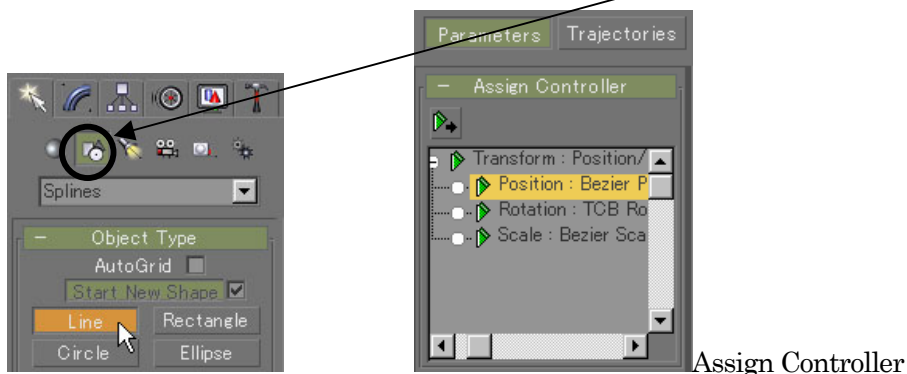 Splines
Object Type
AutoGrid
Start New Shape
Line Rectangle
Circle Ellipse
Parameters Trajectories
Assign Controller
Transform : Position/
Position : Bezier P
Rotation : TCB Ro
Scale : Bezier Sca
Assign Controller